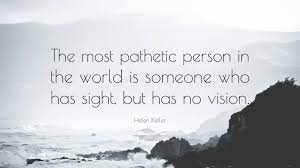 The most pathetic person in
the world is someone who
has sight, but has no vision.
Helen Keller